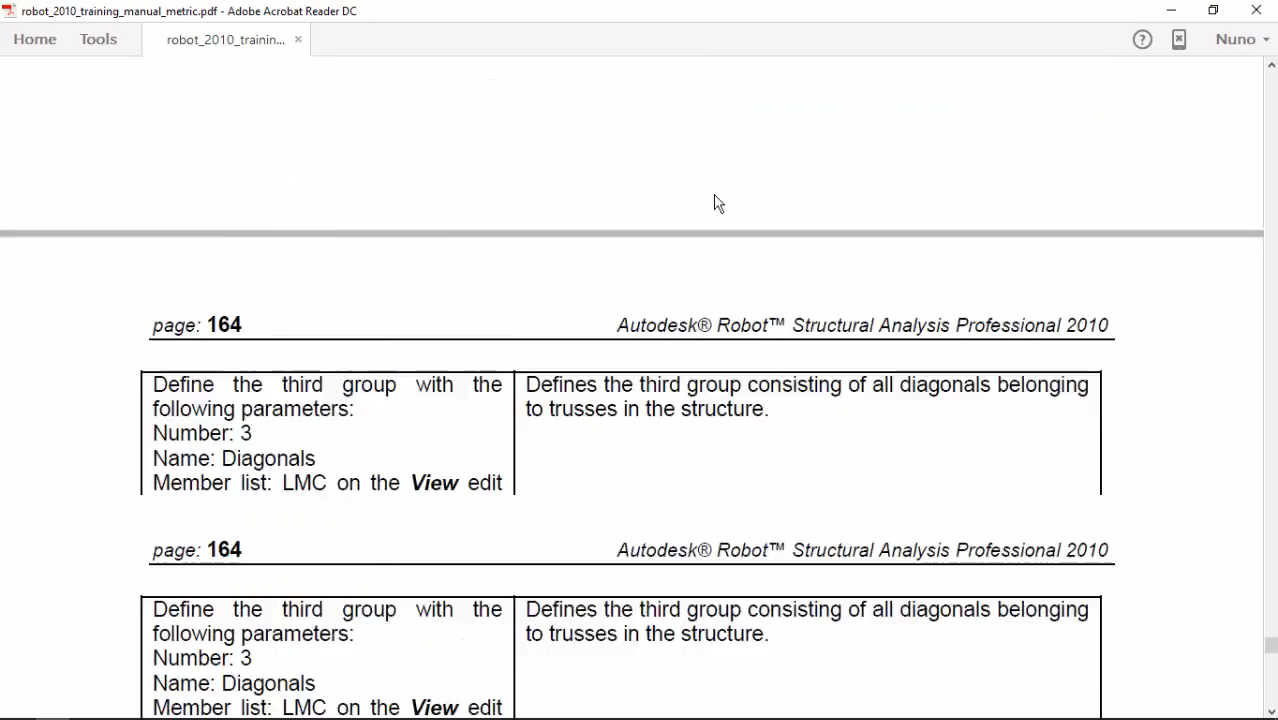 robot_2010_training_manual_metric.pdf - Adobe Acrobat Reader DC
Home Tools robot_2010_trainin... × ? Nuno
page: 164 Autodesk® Robot™ Structural Analysis Professional 2010
Define the third group with the
following parameters:
Number: 3
Name: Diagonals
Member list: LMC on the View edit
Defines the third group consisting of all diagonals belonging
to trusses in the structure.
page: 164 Autodesk® Robot™ Structural Analysis Professional 2010
Define the third group with the
following parameters:
Number: 3
Name: Diagonals
Member list: LMC on the View edit
Defines the third group consisting of all diagonals belonging
to trusses in the structure.